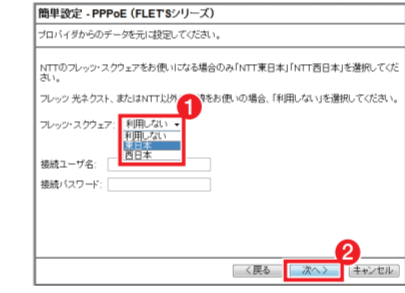 簡単設定 - PPPoE (FLET'Sシリーズ)
プロバイダからのデータを元に設定してください。
NTTのフレッツ・スクウェアをお使いになる場合のみ「NTT東日本」「NTT西日本」を選択してくだ
さい。
フレッツ 光ネクスト、またはNTT以外 線をお使いの場合、「利用しない」を選択してください。
1
フレッツ・スクウェア: 利用しない
利用しない
東日本
西日本
接続ユーザ名:
接続パスワード:
2
<戻る 次へ> キャンセル